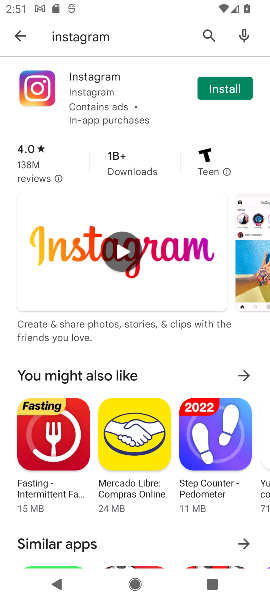 2:51
instagram
Instagram
Instagram
Contains ads •
In-app purchases
Install
4.0★
138M
reviews
1B+
Downloads
T
Teen
Instagram
Create & share photos, stories, & clips with the
friends you love.
You might also like
Fasting
2022
Fasting -
Intermittent Fa...
15 MB
Mercado Libre:
Compras Online
24 MB
Step Counter -
Pedometer
11 MB
71
Similar apps